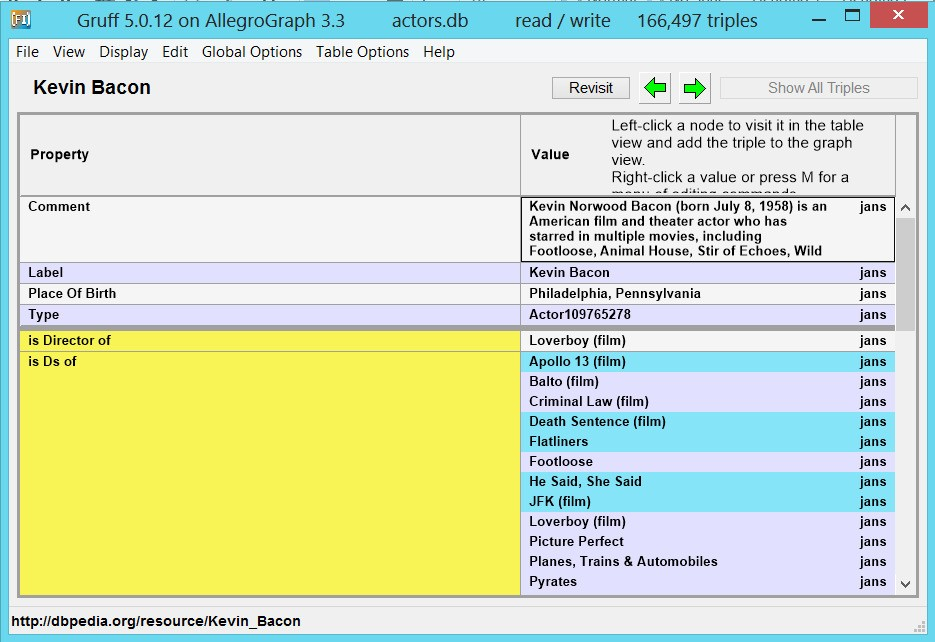 Gruff 5.0.12 on AllegroGraph 3.3 actors.db read / write 166,497 triples
File View Display Edit Global Options Table Options Help
Kevin Bacon
Revisit
Show All Triples
Property
Value
Left-click a node to visit it in the table
view and add the triple to the graph
view.
Right-click a value or press M for a
menu of editing commands
Comment
Kevin Norwood Bacon (born July 8, 1958) is an jans
American film and theater actor who has
starred in multiple movies, including
Footloose, Animal House, Stir of Echoes, Wild
Label Kevin Bacon jans
Place Of Birth Philadelphia, Pennsylvania jans
Type Actor109765278 jans
is Director of Loverboy (film) jans
is Ds of Apollo 13 (film) jans
Balto (film) jans
Criminal Law (film) jans
Death Sentence (film) jans
Flatliners jans
Footloose jans
He Said, She Said jans
JFK (film) jans
Loverboy (film) jans
Picture Perfect jans
Planes, Trains & Automobiles jans
Pyrates jans
http://dbpedia.org/resource/Kevin_Bacon